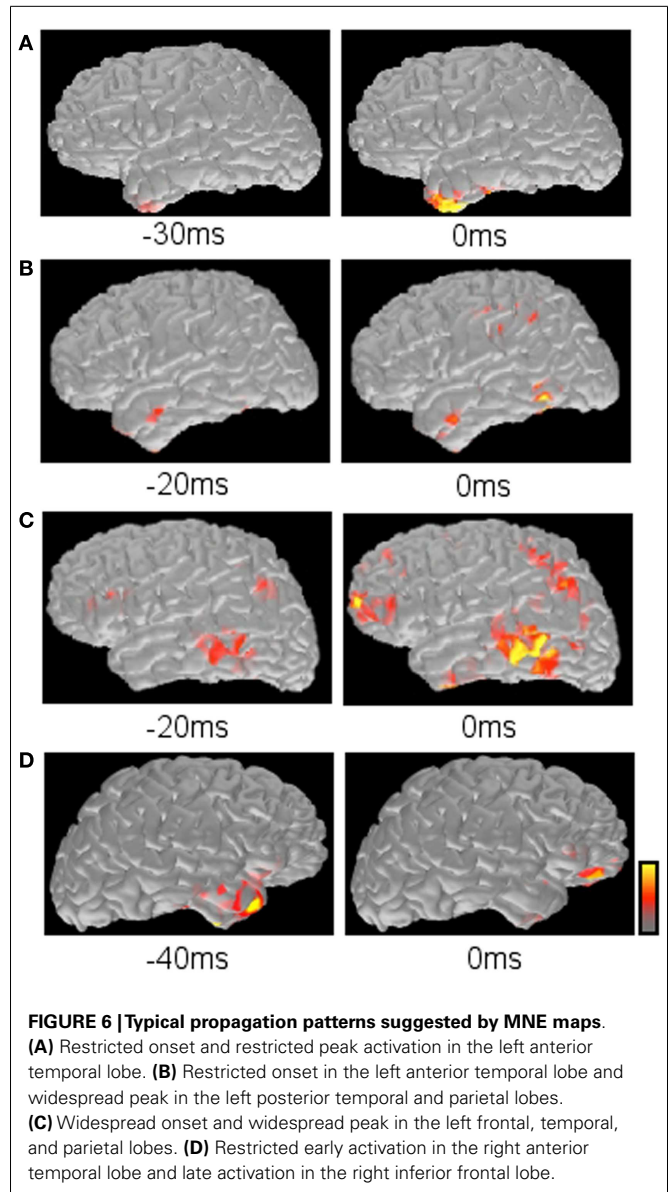 A
-30ms 0ms
B
-20ms 0ms
C
-20ms 0ms
D
-40ms 0ms
FIGURE 6 | Typical propagation patterns suggested by MNE maps.
(A) Restricted onset and restricted peak activation in the left anterior
temporal lobe. (B) Restricted onset in the left anterior temporal lobe and
widespread peak in the left posterior temporal and parietal lobes.
(C) Widespread onset and widespread peak in the left frontal, temporal,
and parietal lobes. (D) Restricted early activation in the right anterior
temporal lobe and late activation in the right inferior frontal lobe.